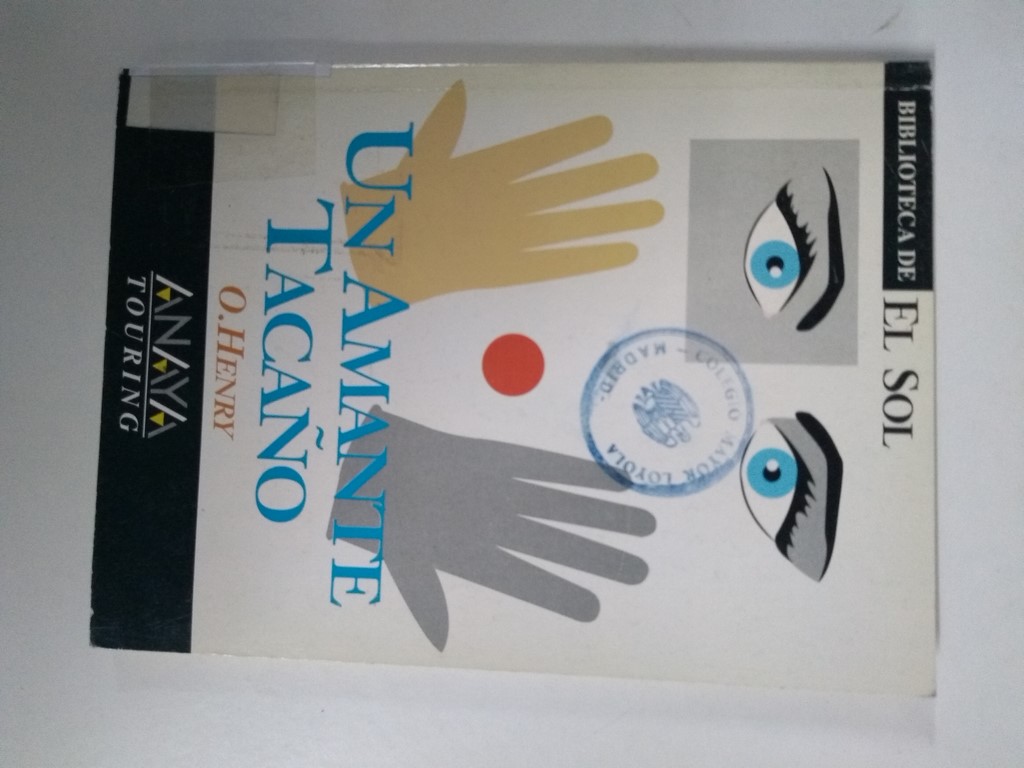 BIBLIOTECA DE EL SOL
COLEGIO MAYOR LOYOLA
- MADRID -
UN AMANTE
TACAÑO
O. HENRY
ANAYA
TOURING